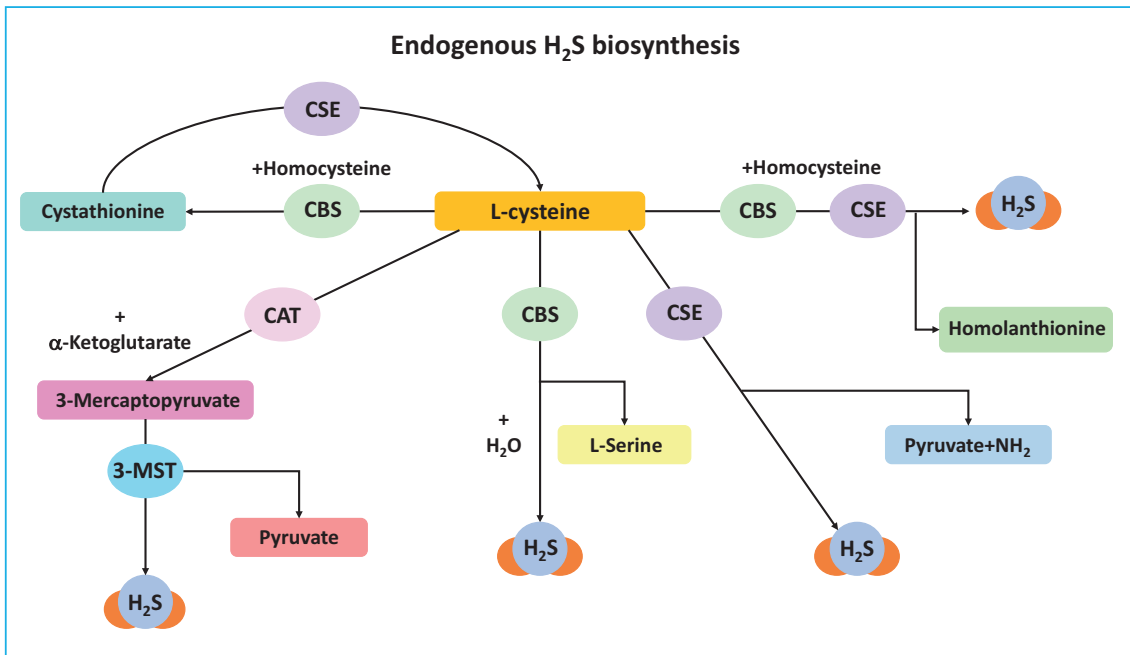 Endogenous H₂S biosynthesis
CSE
+Homocysteine
+Homocysteine
Cystathionine
CBS
L-cysteine
CBS
CSE
H₂S
CAT
CBS
CSE
+
α-Ketoglutarate
Homolanthionine
3-Mercaptopyruvate
+
H₂O
L-Serine
Pyruvate+NH₂
3-MST
Pyruvate
H₂S
H₂S
H₂S